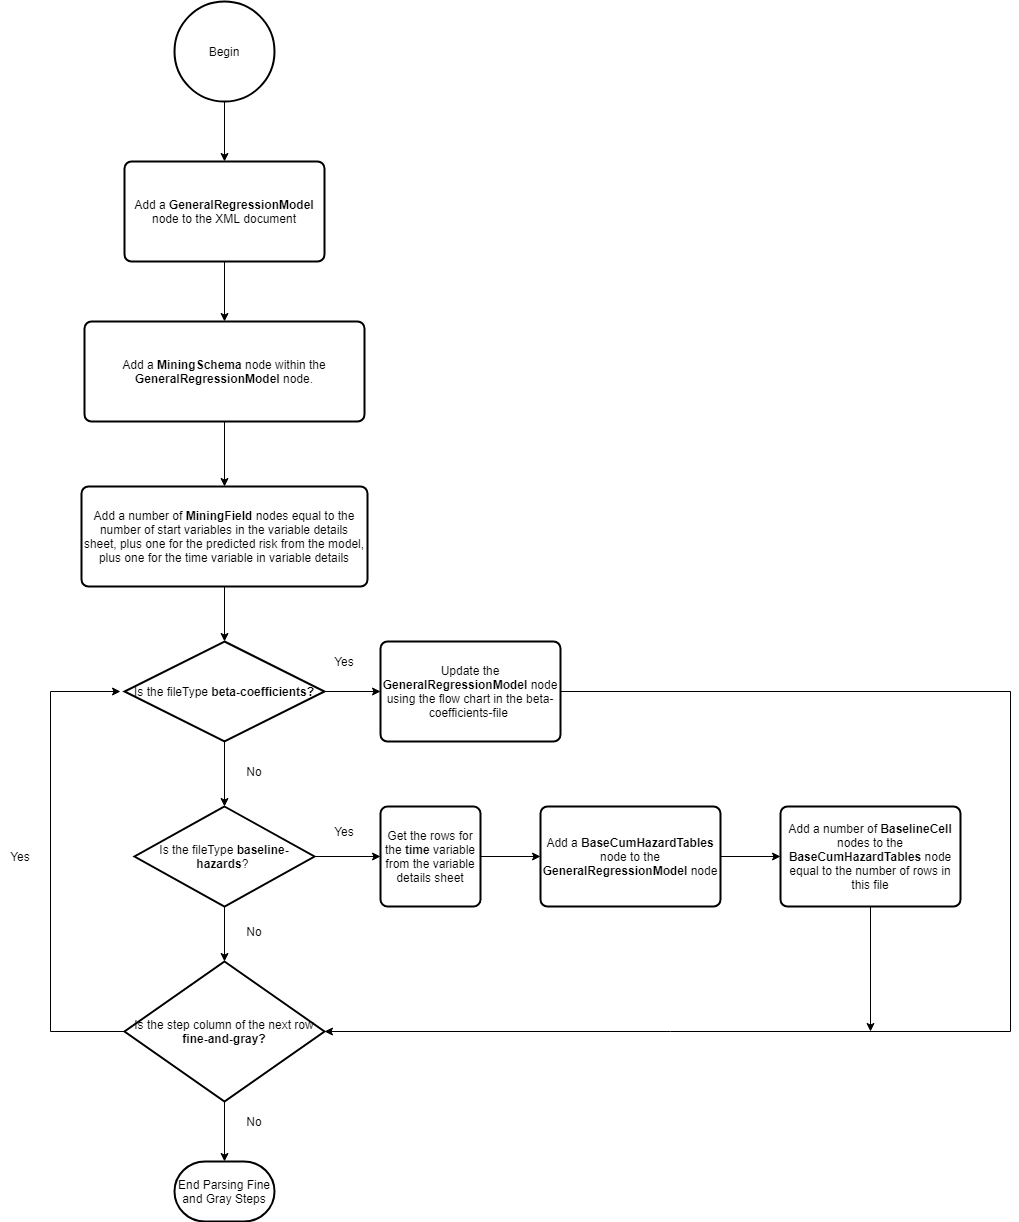 Begin
Add a GeneralRegressionModel
node to the XML document
Add a MiningSchema node within the
GeneralRegressionModel node.
Add a number of MiningField nodes equal to the
number of start variables in the variable details
sheet, plus one for the predicted risk from the model,
plus one for the time variable in variable details
Is the fileType beta-coefficients?
Yes
Update the
GeneralRegressionModel node
using the flow chart in the beta-
coefficients-file
No
Is the fileType baseline-
hazards?
Yes
Get the rows for
the time variable
from the variable
details sheet
Add a BaseCumHazardTables
node to the
GeneralRegressionModel node
Add a number of BaselineCell
nodes to the
BaseCumHazardTables node
equal to the number of rows in
this file
Yes
No
Is the step column of the next row
fine-and-gray?
No
End Parsing Fine
and Gray Steps